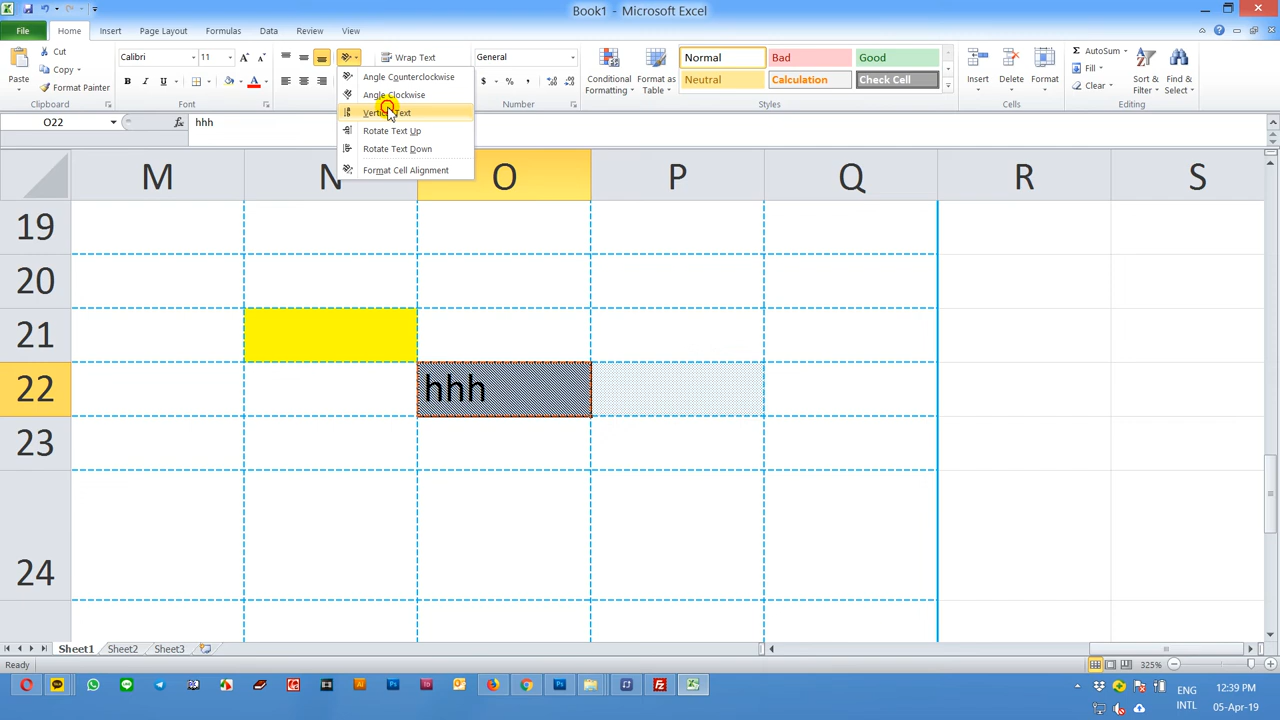 Book1 - Microsoft Excel
File Home Insert Page Layout Formulas Data Review View
Paste Cut Copy Format Painter Clipboard
Calibri 11 A A B I U A Font
Wrap Text
General $ % , Number
Conditional Formatting Format as Table
Normal Bad Good
Neutral Calculation Check Cell
Styles
Insert Delete Format Cells
AutoSum Fill Clear
Sort & Filter Find & Select
Editing
Angle Counterclockwise
Angle Clockwise
Vertical Text
Rotate Text Up
Rotate Text Down
Format Cell Alignment
O22 fx hhh
M N O P Q R S
19
20
21
22 hhh
23
24
Sheet1 Sheet2 Sheet3
Ready 325%
ENG 12:39 PM
INTL 05-Apr-19